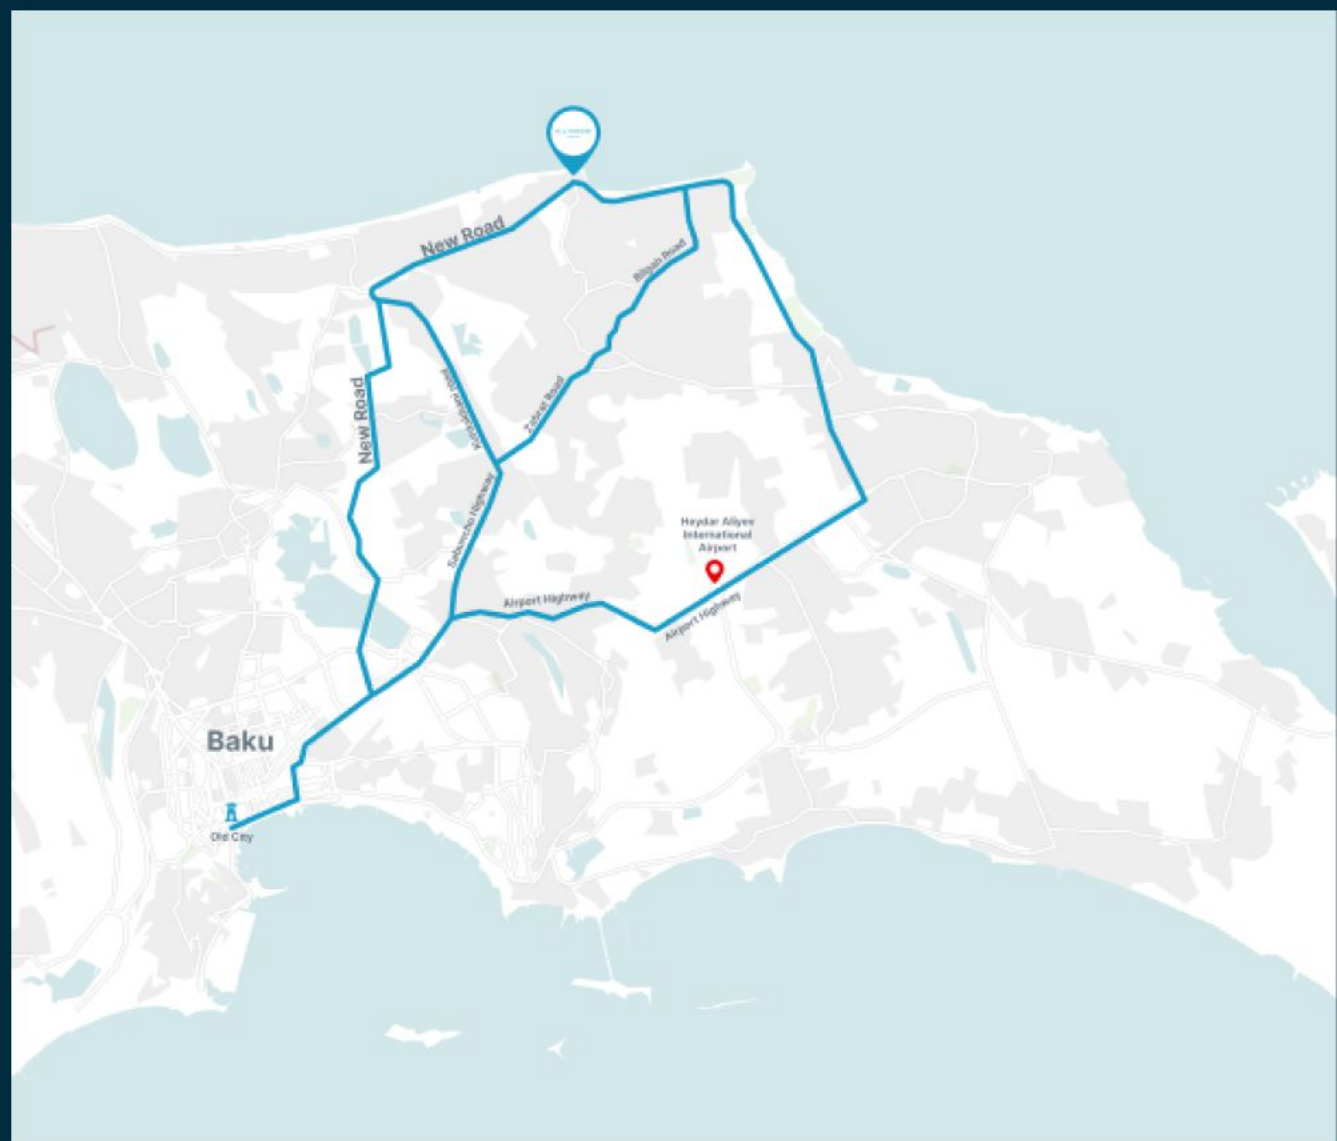 New Road
Bilgah Road
New Road
Zabrat Road
Sabunchu Highway
Heydar Aliyev
International
Airport
Airport Highway
Airport Highway
Baku
Old City